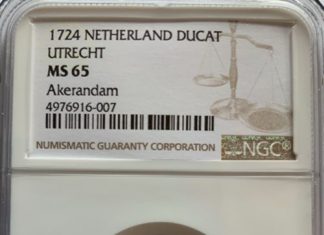 1724 NETHERLAND DUCAT
UTRECHT
MS 65
Akerandam
4976916-007
NUMISMATIC GUARANTY CORPORATION
NGC®